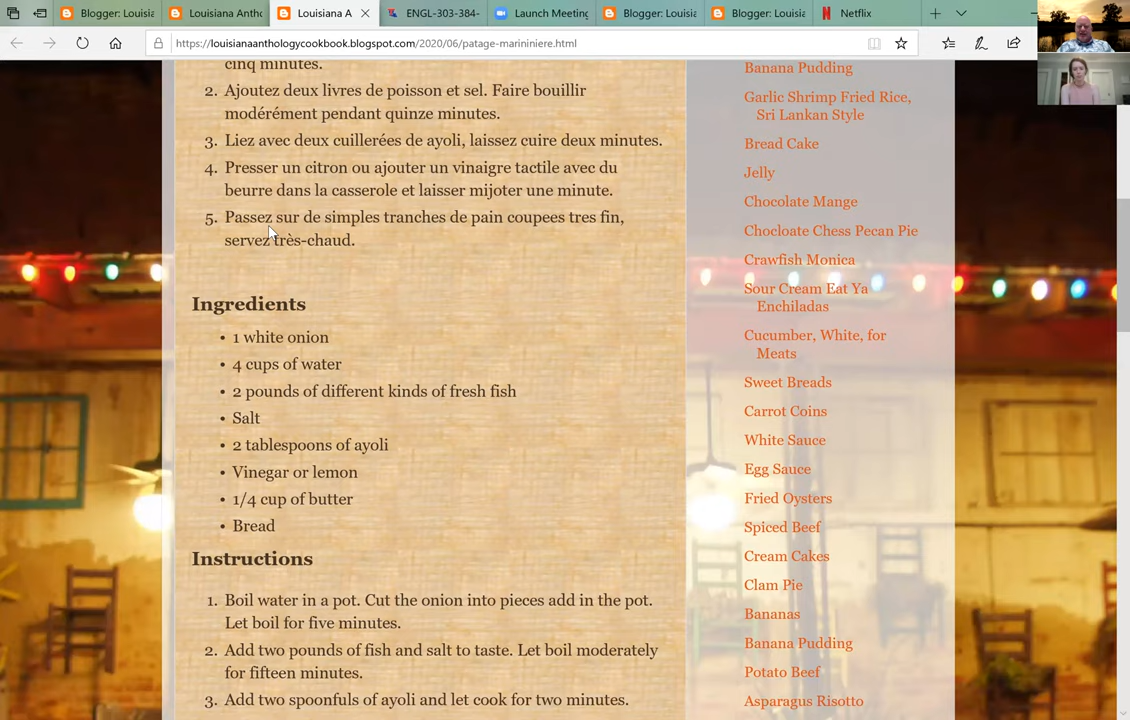 Blogger: Louisia
Louisiana Antho
Louisiana A
ENGL-303-384-
Launch Meeting
Blogger: Louisia
Blogger: Louisia
Netflix
https://louisianaanthologycookbook.blogspot.com/2020/06/patage-marininiere.html
cinq minutes.
2. Ajoutez deux livres de poisson et sel. Faire bouillir
modérément pendant quinze minutes.
3. Liez avec deux cuillerées de ayoli, laissez cuire deux minutes.
4. Presser un citron ou ajouter un vinaigre tactile avec du
beurre dans la casserole et laisser mijoter une minute.
5. Passez sur de simples tranches de pain coupees tres fin,
servez très-chaud.
Ingredients
• 1 white onion
• 4 cups of water
• 2 pounds of different kinds of fresh fish
• Salt
• 2 tablespoons of ayoli
• Vinegar or lemon
• 1/4 cup of butter
• Bread
Instructions
1. Boil water in a pot. Cut the onion into pieces add in the pot.
Let boil for five minutes.
2. Add two pounds of fish and salt to taste. Let boil moderately
for fifteen minutes.
3. Add two spoonfuls of ayoli and let cook for two minutes.
Banana Pudding
Garlic Shrimp Fried Rice,
Sri Lankan Style
Bread Cake
Jelly
Chocolate Mange
Chocloate Chess Pecan Pie
Crawfish Monica
Sour Cream Eat Ya
Enchiladas
Cucumber, White, for
Meats
Sweet Breads
Carrot Coins
White Sauce
Egg Sauce
Fried Oysters
Spiced Beef
Cream Cakes
Clam Pie
Bananas
Banana Pudding
Potato Beef
Asparagus Risotto